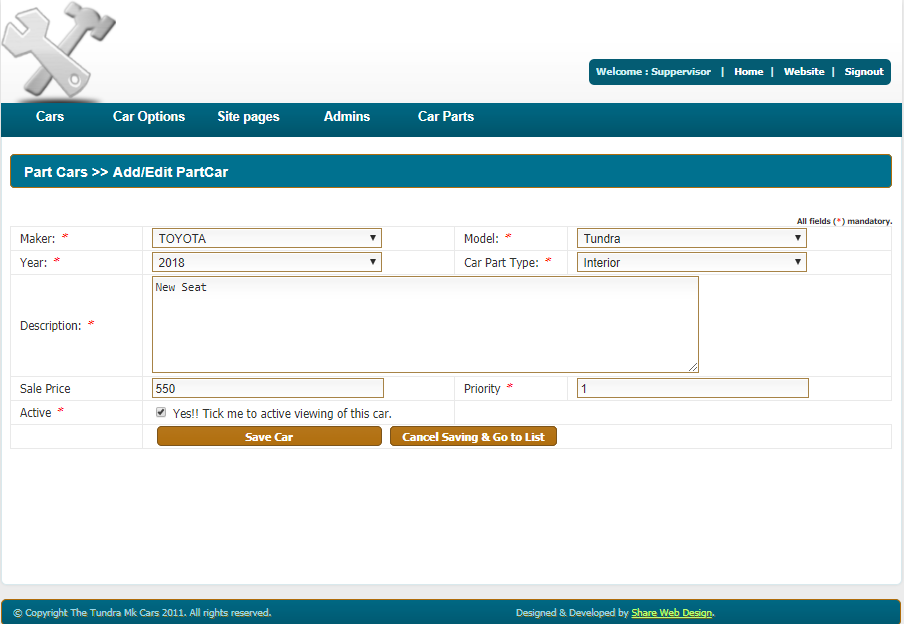 Welcome : Suppervisor | Home | Website | Signout
Cars Car Options Site pages Admins Car Parts
Part Cars >> Add/Edit PartCar
All fields (*) mandatory.
Maker: * TOYOTA Model: * Tundra
Year: * 2018 Car Part Type: * Interior
New Seat
Description: *
Sale Price 550 Priority * 1
Active * Yes!! Tick me to active viewing of this car.
Save Car Cancel Saving & Go to List
© Copyright The Tundra Mk Cars 2011. All rights reserved. Designed & Developed by Share Web Design.